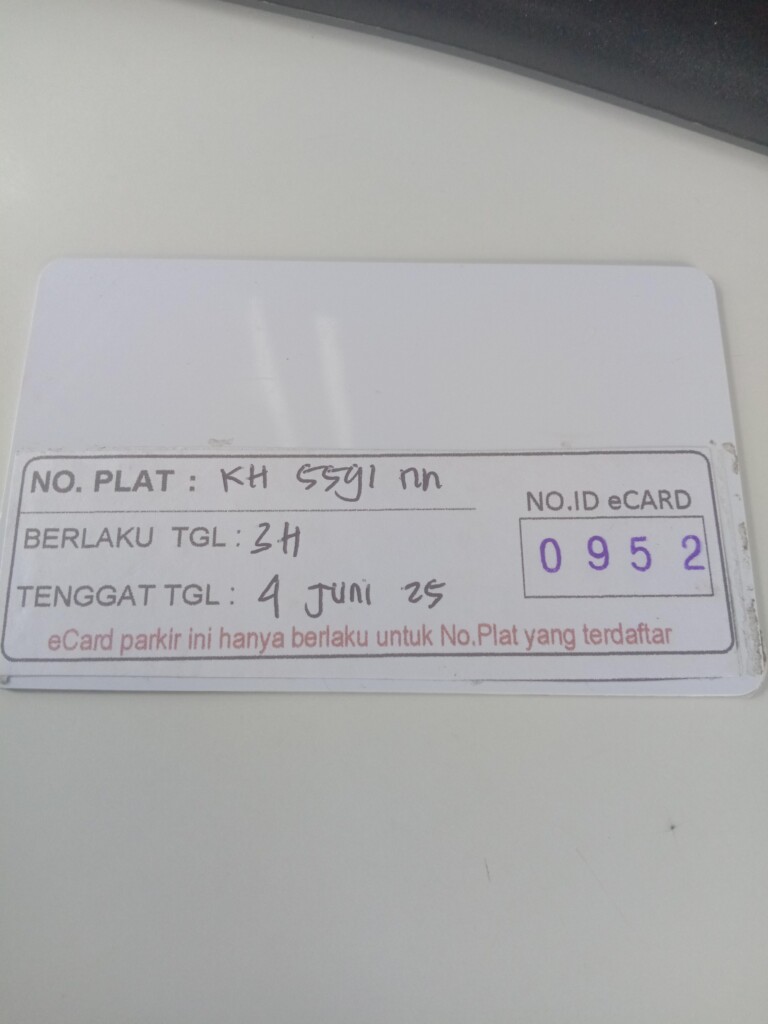 NO. PLAT : KH 5591 nn
BERLAKU TGL : 3H
TENGGAT TGL : 4 Juni 25
NO.ID eCARD
0952
eCard parkir ini hanya berlaku untuk No.Plat yang terdaftar